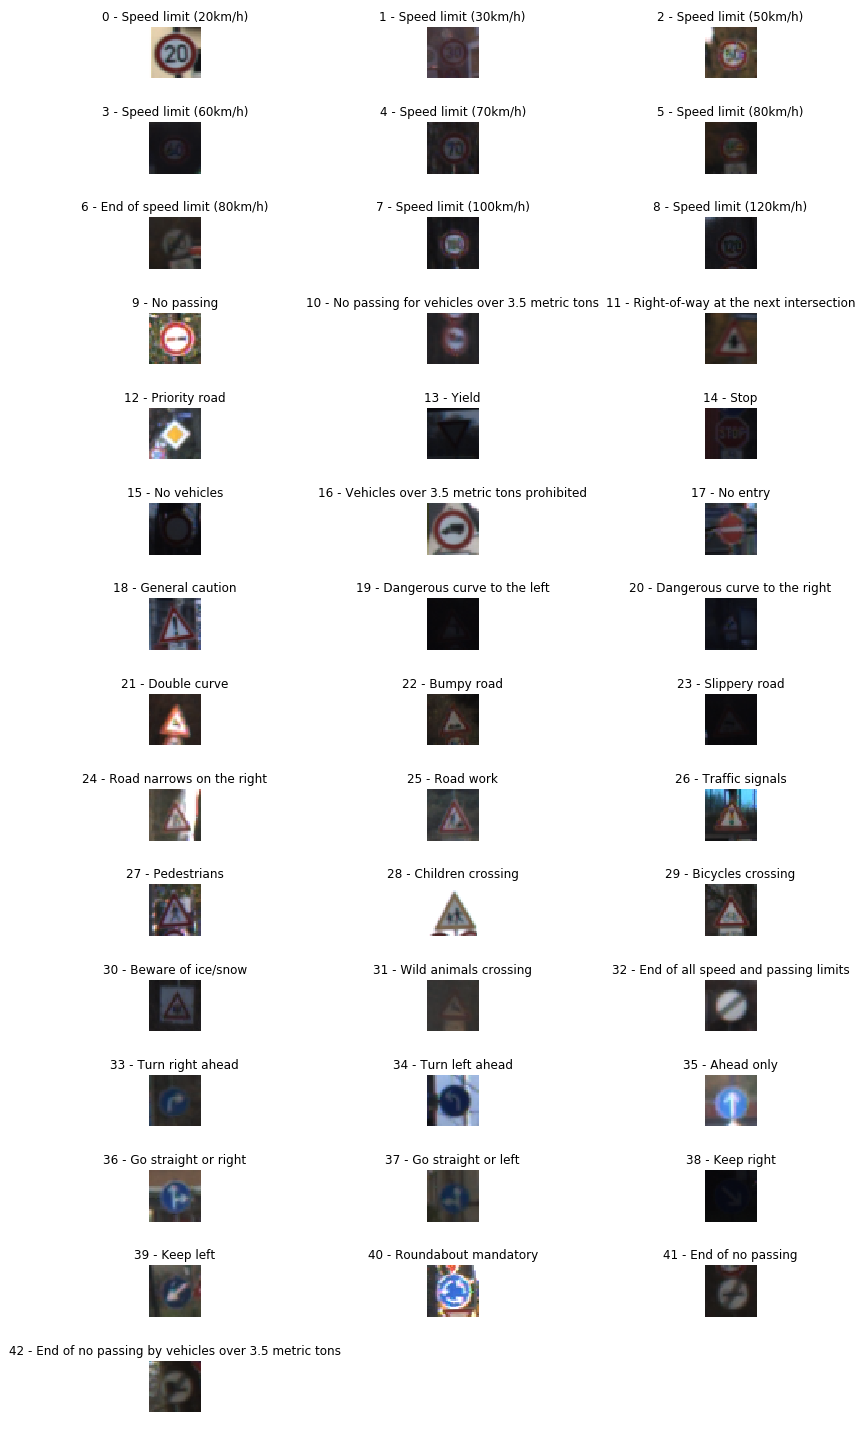 0 - Speed limit (20km/h)
1 - Speed limit (30km/h)
2 - Speed limit (50km/h)
20
30
50
3 - Speed limit (60km/h)
4 - Speed limit (70km/h)
5 - Speed limit (80km/h)
60
70
6 - End of speed limit (80km/h)
7 - Speed limit (100km/h)
8 - Speed limit (120km/h)
100
120
9 - No passing
10 - No passing for vehicles over 3.5 metric tons
11 - Right-of-way at the next intersection
12 - Priority road
13 - Yield
14 - Stop
STOP
15 - No vehicles
16 - Vehicles over 3.5 metric tons prohibited
17 - No entry
18 - General caution
19 - Dangerous curve to the left
20 - Dangerous curve to the right
21 - Double curve
22 - Bumpy road
23 - Slippery road
24 - Road narrows on the right
25 - Road work
26 - Traffic signals
27 - Pedestrians
28 - Children crossing
29 - Bicycles crossing
30 - Beware of ice/snow
31 - Wild animals crossing
32 - End of all speed and passing limits
33 - Turn right ahead
34 - Turn left ahead
35 - Ahead only
36 - Go straight or right
37 - Go straight or left
38 - Keep right
39 - Keep left
40 - Roundabout mandatory
41 - End of no passing
42 - End of no passing by vehicles over 3.5 metric tons